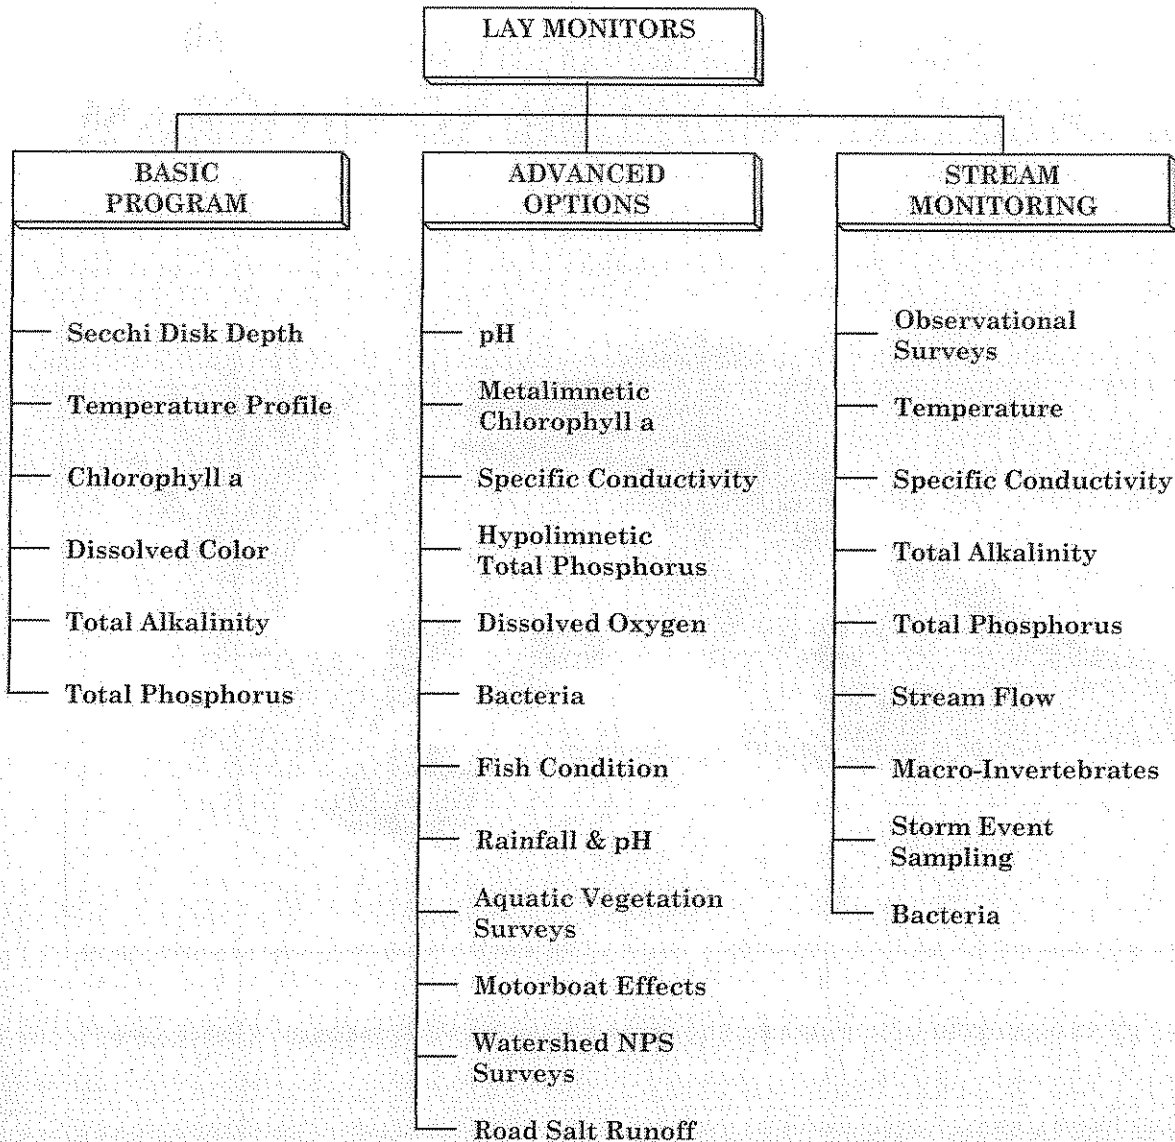 LAY MONITORS
BASIC
PROGRAM
Secchi Disk Depth
Temperature Profile
Chlorophyll a
Dissolved Color
Total Alkalinity
Total Phosphorus
ADVANCED
OPTIONS
pH
Metalimnetic
Chlorophyll a
Specific Conductivity
Hypolimnetic
Total Phosphorus
Dissolved Oxygen
Bacteria
Fish Condition
Rainfall & pH
Aquatic Vegetation
Surveys
Motorboat Effects
Watershed NPS
Surveys
Road Salt Runoff
STREAM
MONITORING
Observational
Surveys
Temperature
Specific Conductivity
Total Alkalinity
Total Phosphorus
Stream Flow
Macro-Invertebrates
Storm Event
Sampling
Bacteria